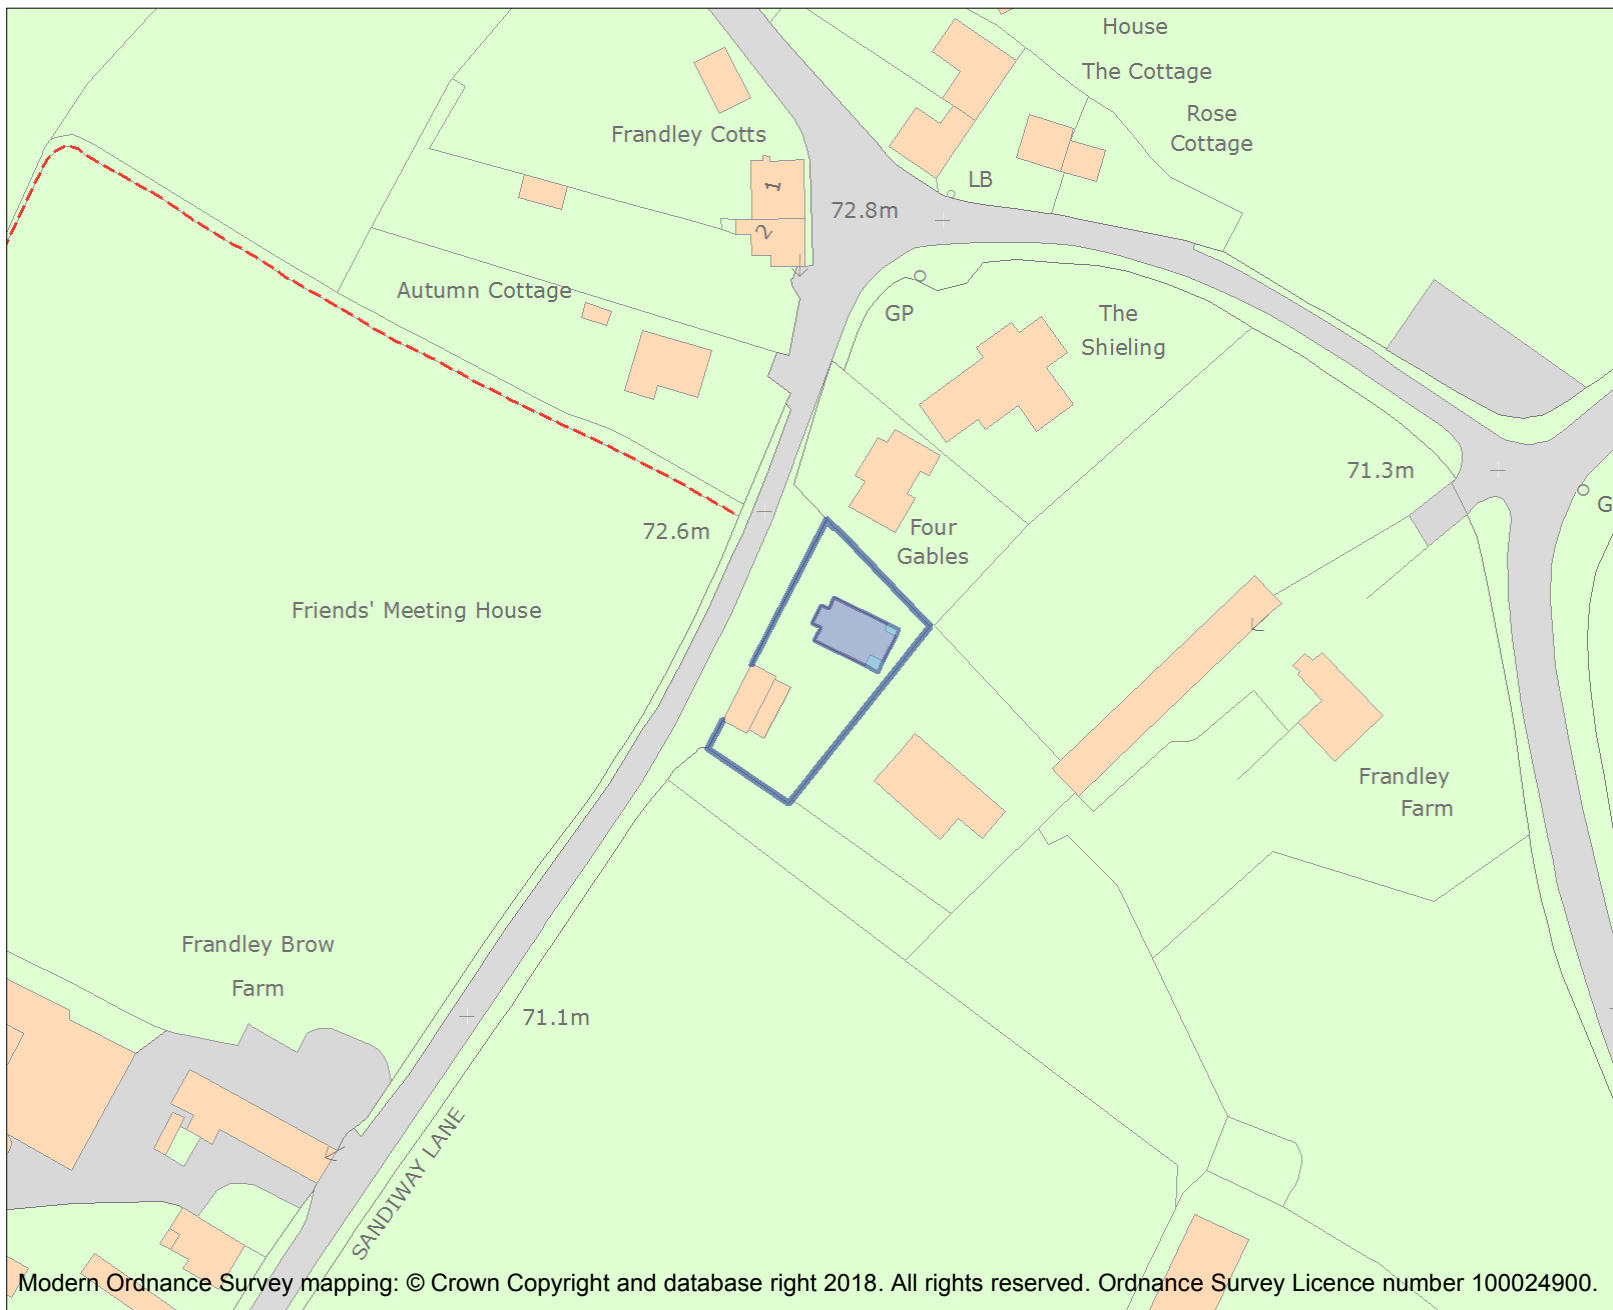 House
The Cottage
Rose
Cottage
Frandley Cotts
1
LB
72.8m
2
Autumn Cottage
GP
The
Shieling
71.3m
G
72.6m
Four
Gables
Friends' Meeting House
Frandley
Farm
Frandley Brow
Farm
71.1m
SANDIWAY LANE
Modern Ordnance Survey mapping: © Crown Copyright and database right 2018. All rights reserved. Ordnance Survey Licence number 100024900.